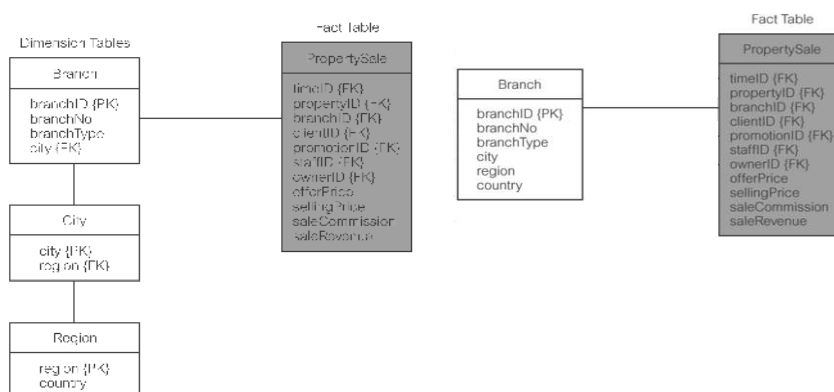 Dimension Tables
Branch
branchID {PK}
branchNo
branchType
city {FK}
City
city {PK}
region {FK}
Region
region {PK}
country
Fact Table
PropertySale
timeID {FK}
propertyID {FK}
branchID {FK}
clientID {FK}
promotionID {FK}
staffID {FK}
ownerID {FK}
offerPrice
sellingPrice
saleCommission
saleRevenue
Branch
branchID {PK}
branchNo
branchType
city
region
country
Fact Table
PropertySale
timeID {FK}
propertyID {FK}
branchID {FK}
clientID {FK}
promotionID {FK}
staffID {FK}
ownerID {FK}
offerPrice
sellingPrice
saleCommission
saleRevenue